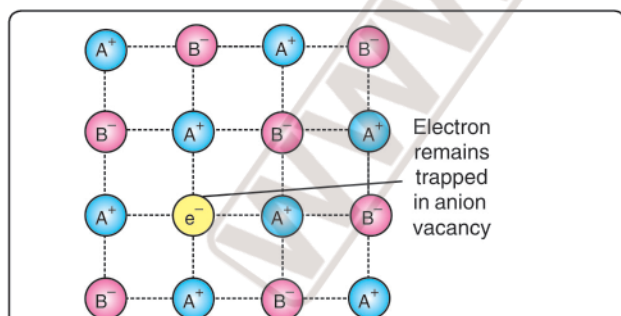 A⁺ B⁻ A⁺ B⁻
B⁻ A⁺ B⁻ A⁺
Electron
remains
trapped
in anion
vacancy
A⁺ e⁻ A⁺ B⁻
B⁻ A⁺ B⁻ A⁺